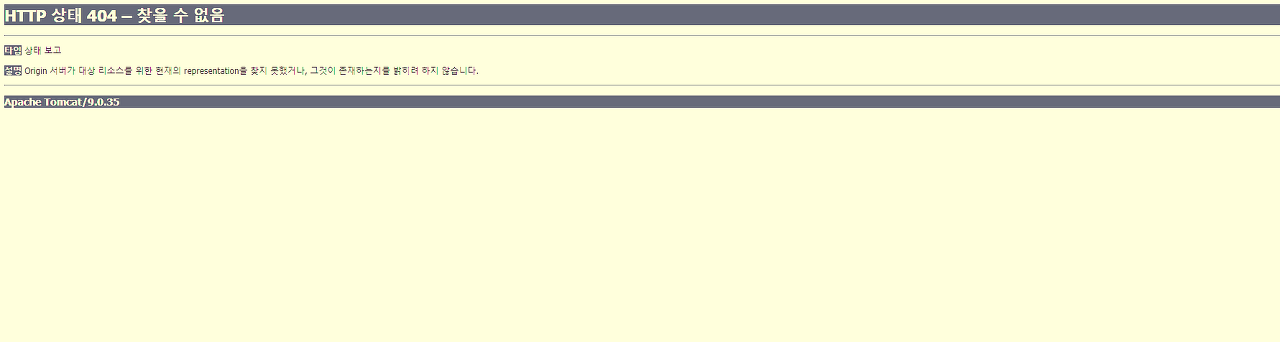 HTTP 상태 404 – 찾을 수 없음
타입 상태 보고
설명 Origin 서버가 대상 리소스를 위한 현재의 representation을 찾지 못했거나, 그것이 존재하는지를 밝히려 하지 않습니다.
Apache Tomcat/9.0.35